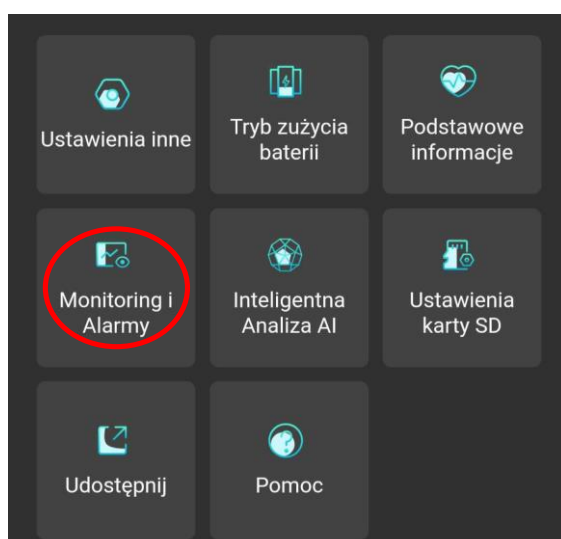 Ustawienia inne
Tryb zużycia
baterii
Podstawowe
informacje
Monitoring i
Alarmy
Inteligentna
Analiza AI
Ustawienia
karty SD
Udostępnij
Pomoc